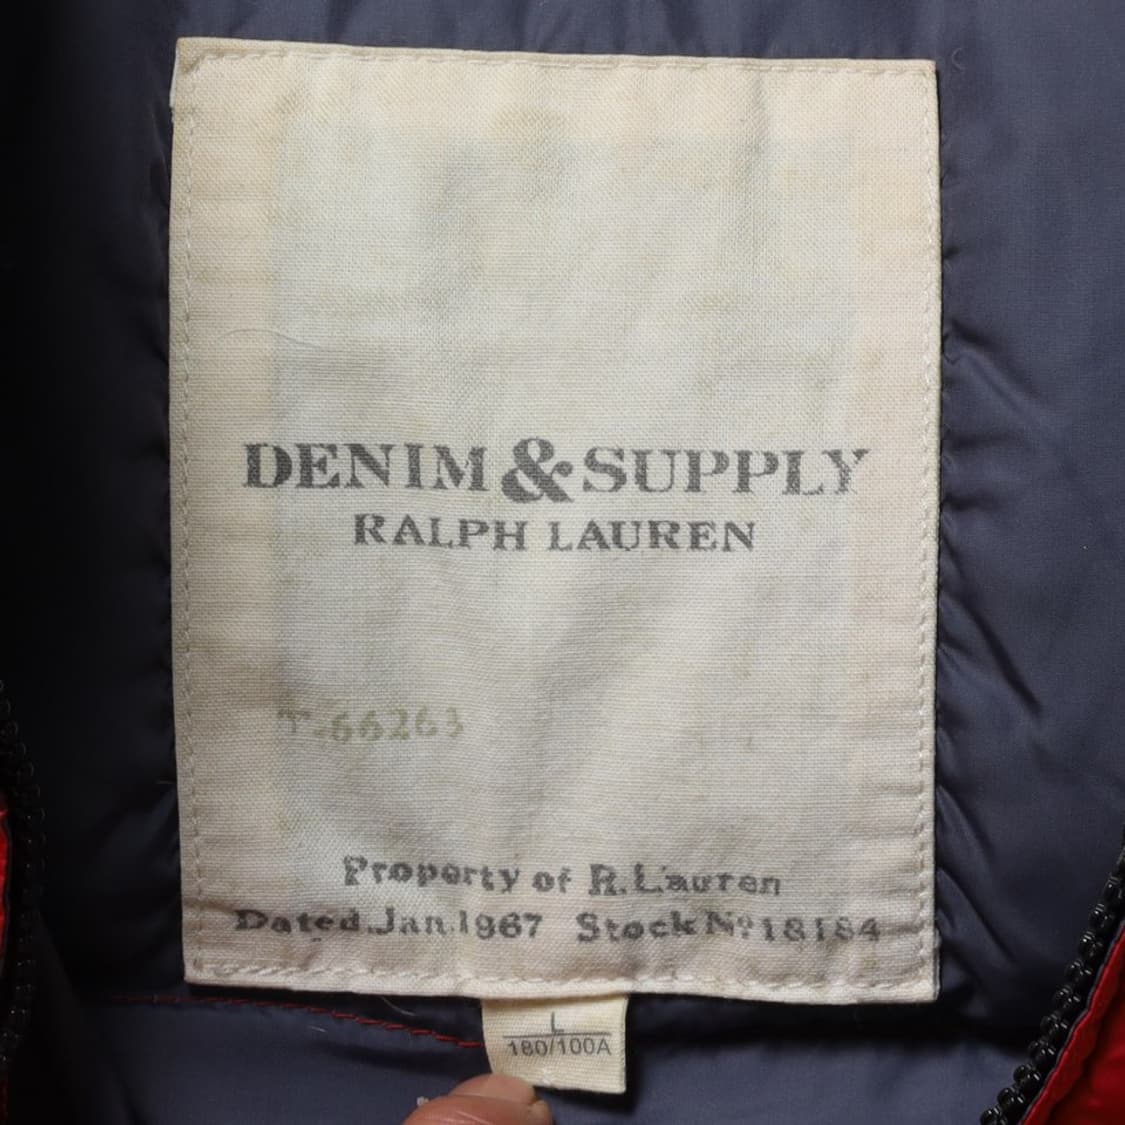 DENIM & SUPPLY
RALPH LAUREN
T-66263
Property of R. Lauren
Dated Jan. 1967 Stock Nº 18184
L
180/100A